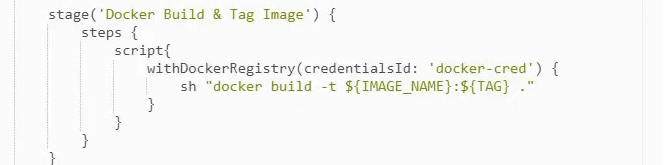 stage('Docker Build & Tag Image') {
steps {
script{
withDockerRegistry(credentialsId: 'docker-cred') {
sh "docker build -t ${IMAGE_NAME}:${TAG} ."
}
}
}
}